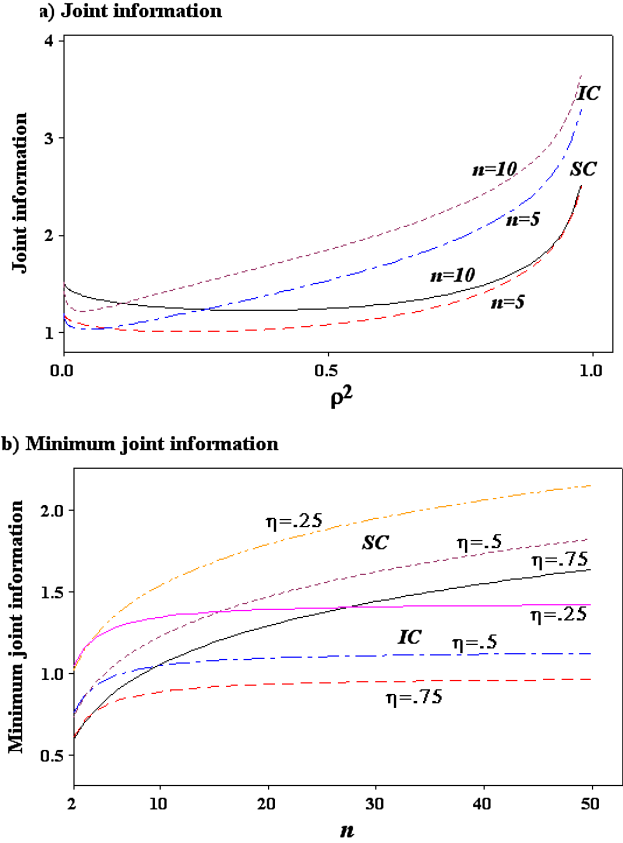 a) Joint information
4
3
2
1
Joint information
IC
n=10
SC
n=5
n=10
n=5
0.0 0.5 1.0
ρ2
b) Minimum joint information
2.0
1.5
1.0
0.5
Minimum joint information
η=.25
SC
η=.5
η=.75
η=.25
IC
η=.5
η=.75
2 10 20 30 40 50
n